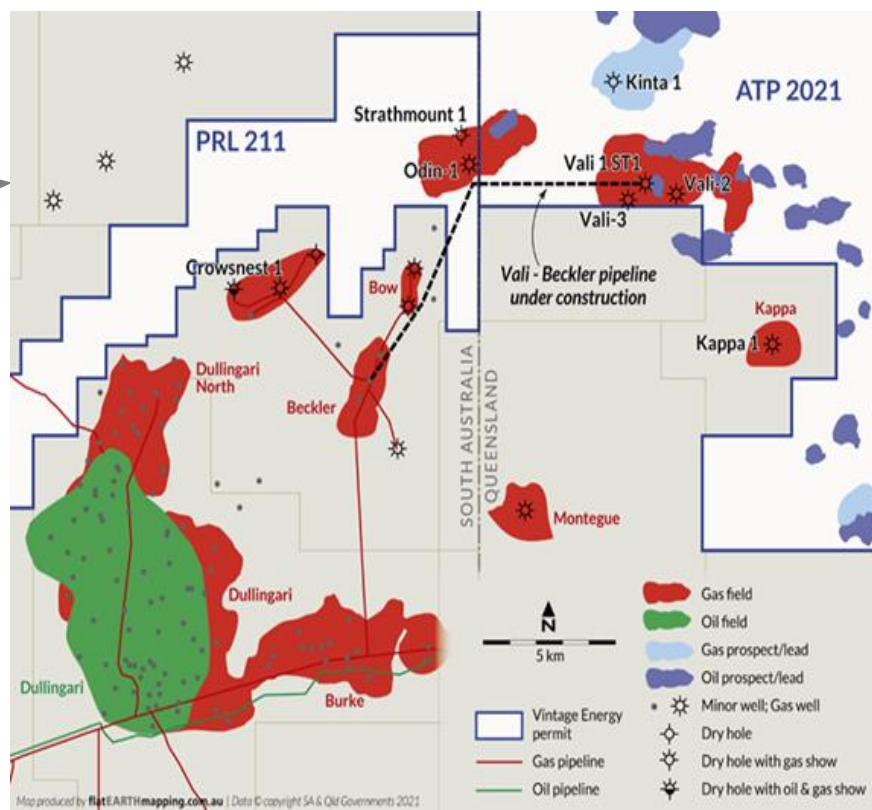 Kinta 1
ATP 2021
Strathmount 1
PRL 211
Odin-1
Vali 1 ST1
Vali-2
Vali-3
Crowsnest 1
Bow
Vali - Beckler pipeline
under construction
Kappa
Kappa 1
Dullingari
North
Beckler
SOUTH AUSTRALIA
QUEENSLAND
Montegue
Dullingari
Dullingari
Burke
N
5 km
Gas field
Oil field
Gas prospect/lead
Oil prospect/lead
Minor well; Gas well
Dry hole
Dry hole with gas show
Dry hole with oil & gas show
Vintage Energy
permit
Gas pipeline
Oil pipeline
Map produced by flatEARTHmapping.com.au | Data © copyright SA & Qld Governments 2021